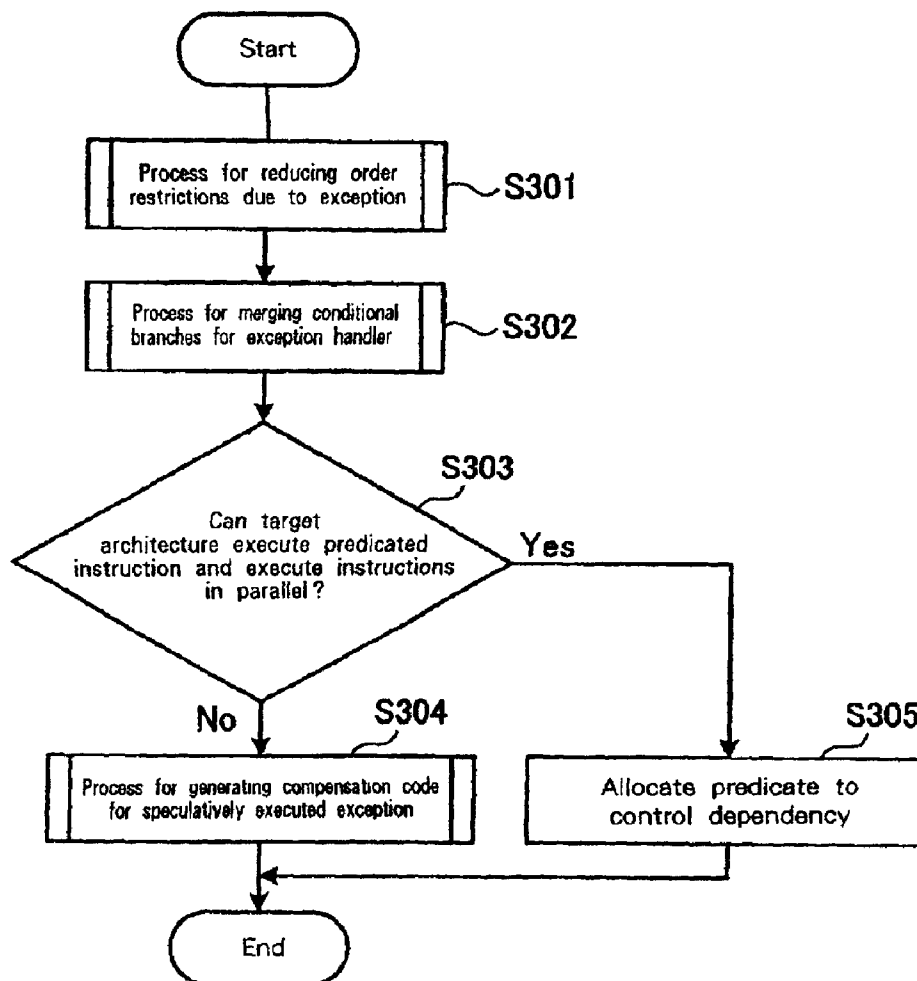 Start
Process for reducing order
restrictions due to exception
S301
Process for merging conditional
branches for exception handler
S302
S303
Can target
architecture execute predicated
instruction and execute instructions
in parallel?
Yes
No
S304
Process for generating compensation code
for speculatively executed exception
S305
Allocate predicate to
control dependency
End